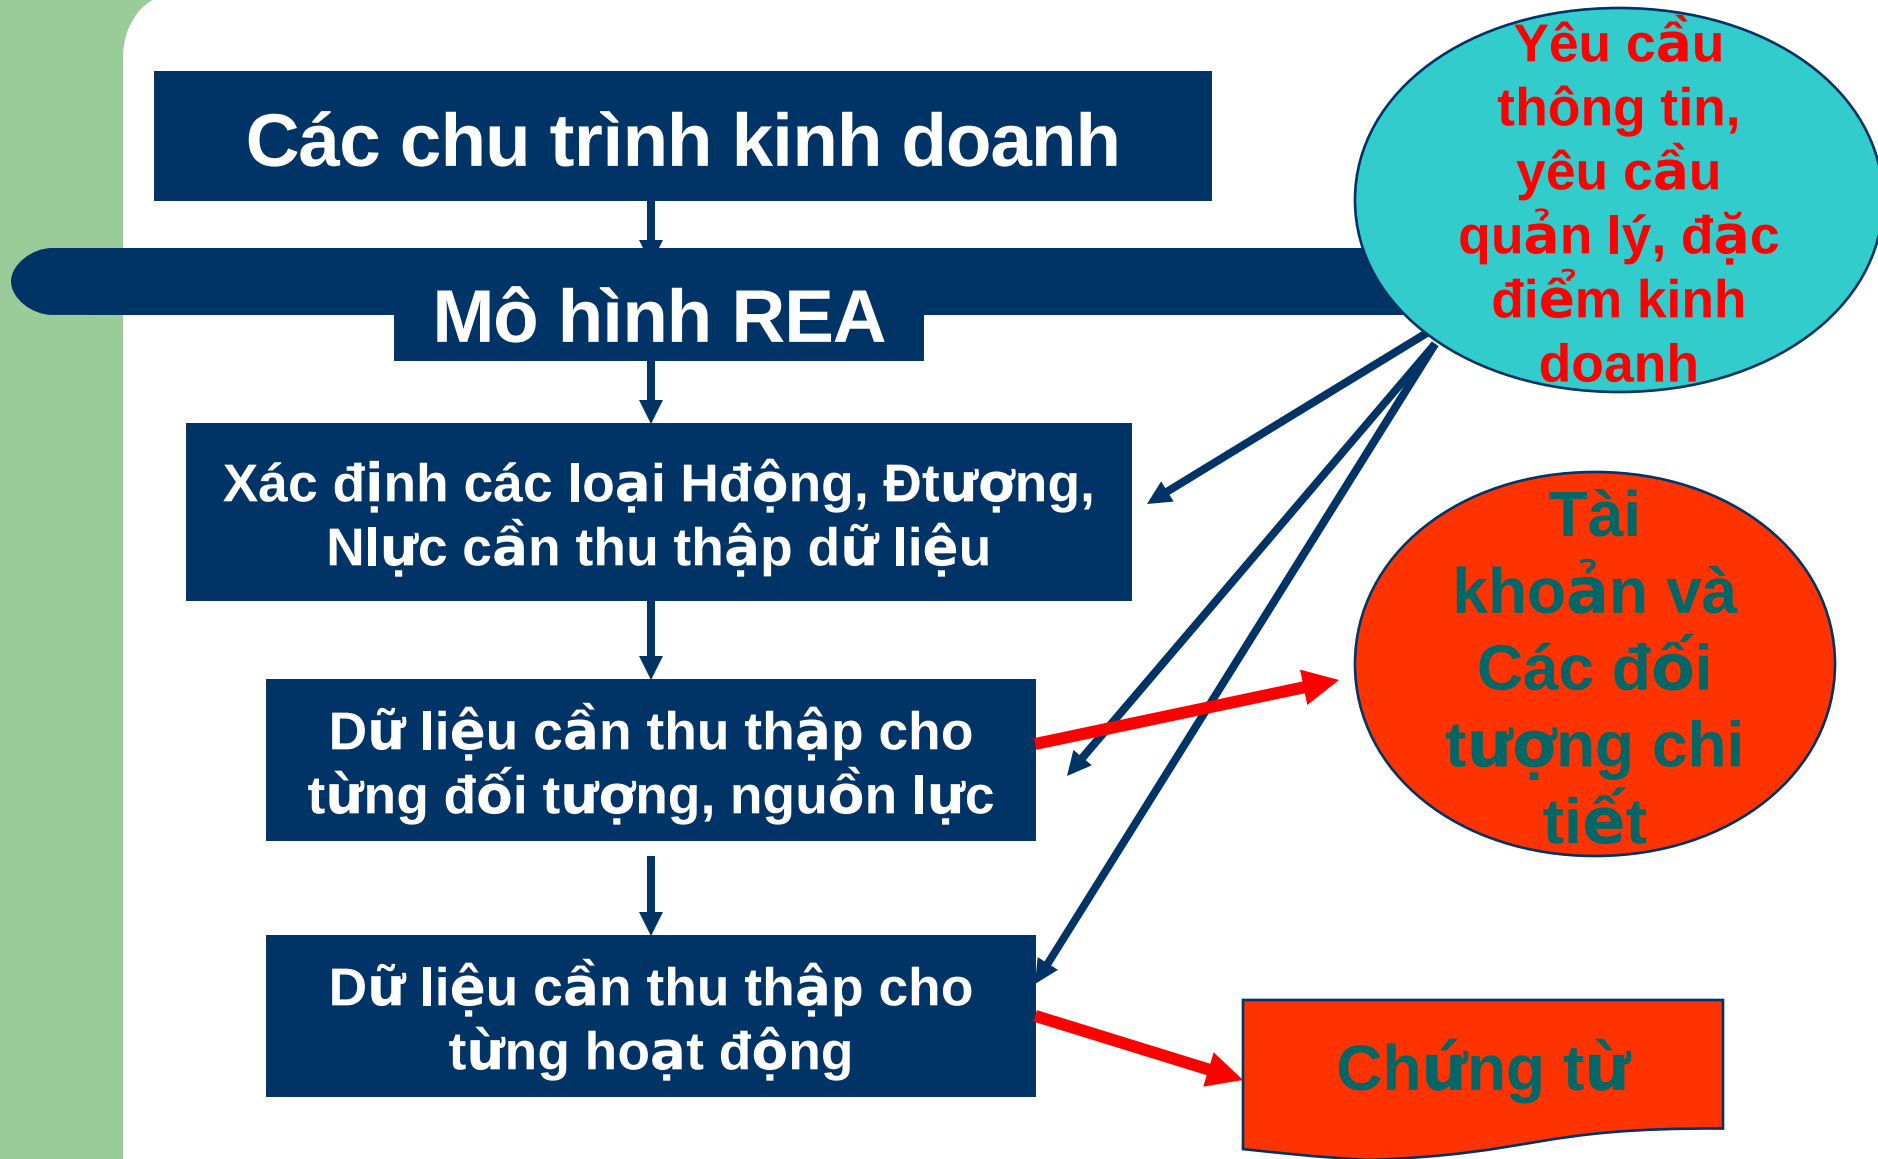 Các chu trình kinh doanh
Mô hình REA
Xác định các loại Hđộng, Đtượng,
Nlực cần thu thập dữ liệu
Dữ liệu cần thu thập cho
từng đối tượng, nguồn lực
Dữ liệu cần thu thập cho
từng hoạt động
Yêu cầu
thông tin,
yêu cầu
quản lý, đặc
điểm kinh
doanh
Tài
khoản và
Các đối
tượng chi
tiết
Chứng từ